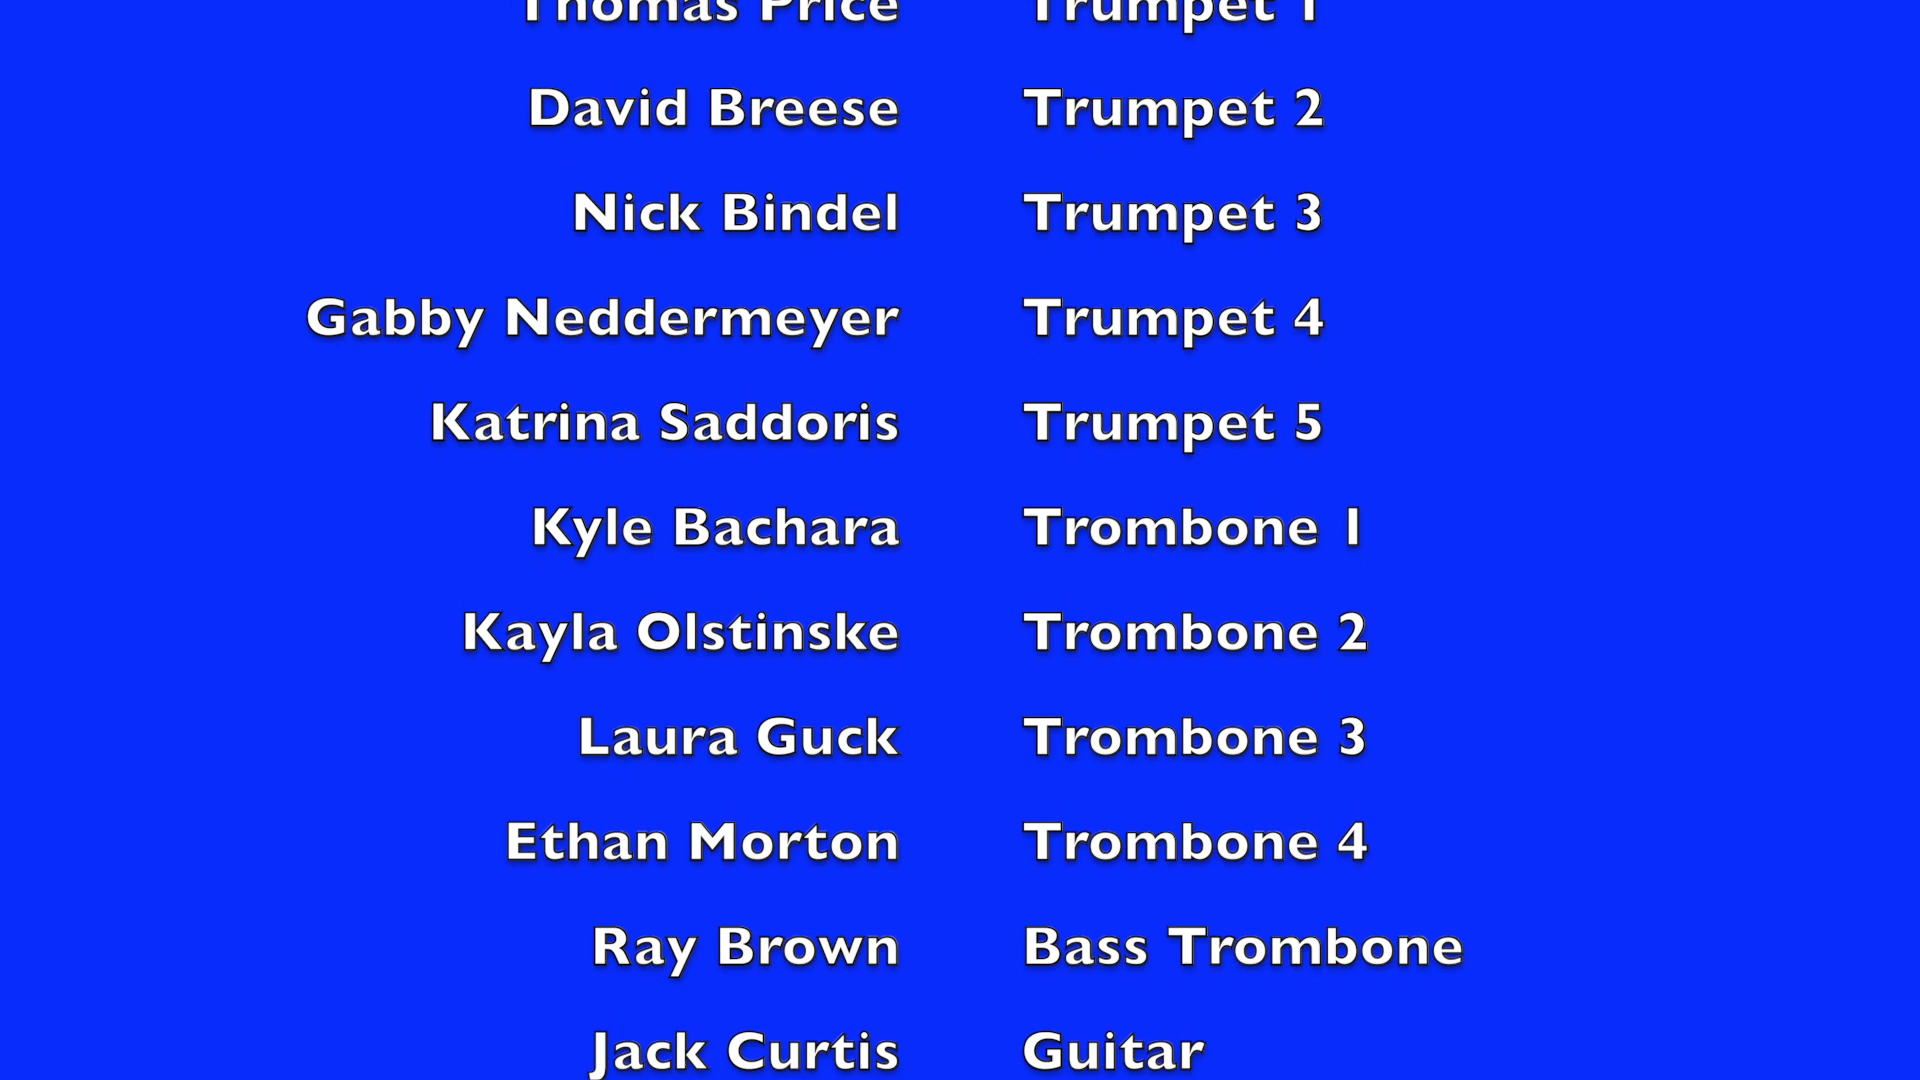 Thomas Price Trumpet 1
David Breese Trumpet 2
Nick Bindel Trumpet 3
Gabby Neddermeyer Trumpet 4
Katrina Saddoris Trumpet 5
Kyle Bachara Trombone 1
Kayla Olstinske Trombone 2
Laura Guck Trombone 3
Ethan Morton Trombone 4
Ray Brown Bass Trombone
Jack Curtis Guitar